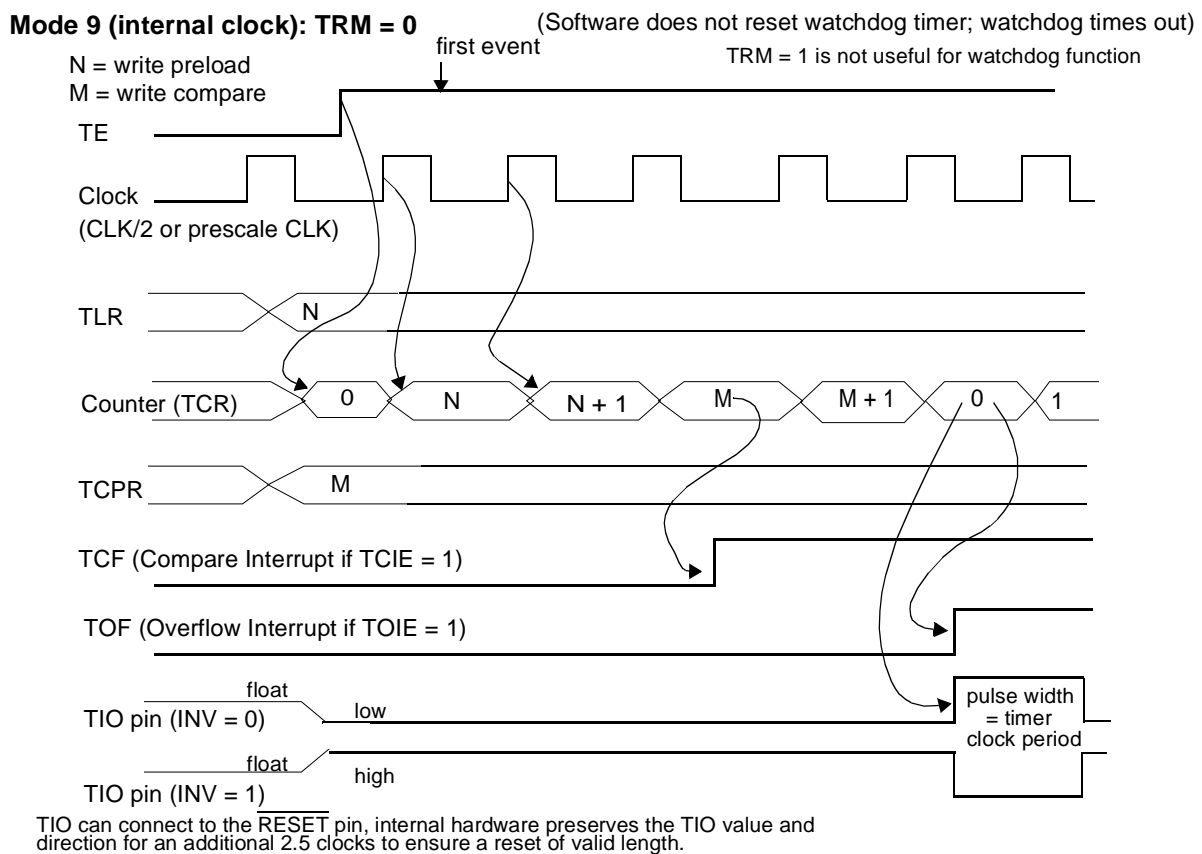 Mode 9 (internal clock): TRM = 0
(Software does not reset watchdog timer; watchdog times out)
first event
TRM = 1 is not useful for watchdog function
N = write preload
M = write compare
TE
Clock
(CLK/2 or prescale CLK)
TLR
N
Counter (TCR)
0
N
N + 1
M
M + 1
0
1
TCPR
M
TCF (Compare Interrupt if TCIE = 1)
TOF (Overflow Interrupt if TOIE = 1)
float
TIO pin (INV = 0)
low
pulse width
= timer
clock period
float
TIO pin (INV = 1)
high
TIO can connect to the RESET pin, internal hardware preserves the TIO value and
direction for an additional 2.5 clocks to ensure a reset of valid length.